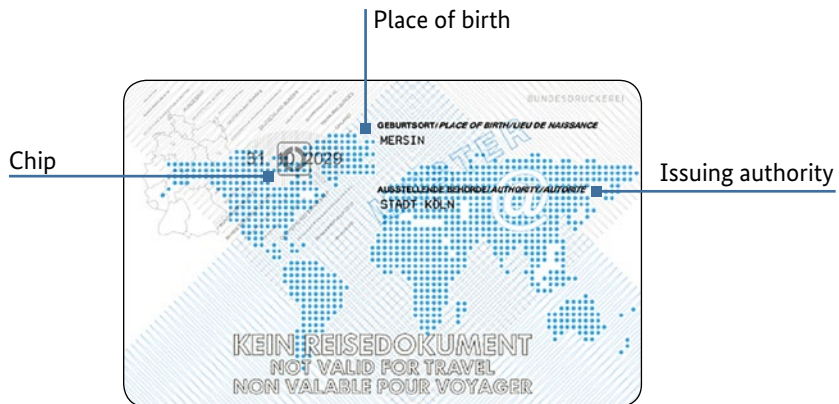 Place of birth
BUNDESDRUCKEREI
GEBURTSORT/PLACE OF BIRTH/LIEU DE NAISSANCE
MERSIN
Chip
31. 10. 2029
MUSTER
Issuing authority
AUSSTELLENDE BEHÖRDE/AUTHORITY/AUTORITÉ
STADT KÖLN
@
KEIN REISEDOKUMENT
NOT VALID FOR TRAVEL
NON VALABLE POUR VOYAGER